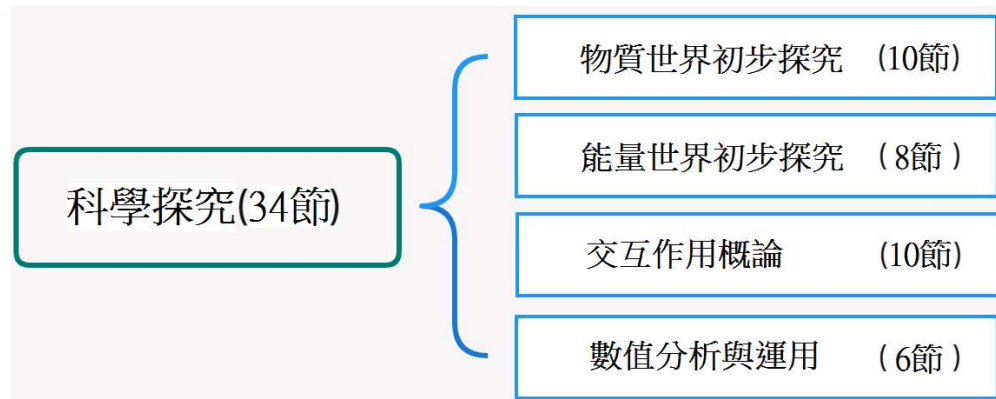 科學探究(34節)
物質世界初步探究 (10節)
能量世界初步探究 (8節)
交互作用概論 (10節)
數值分析與運用 (6節)